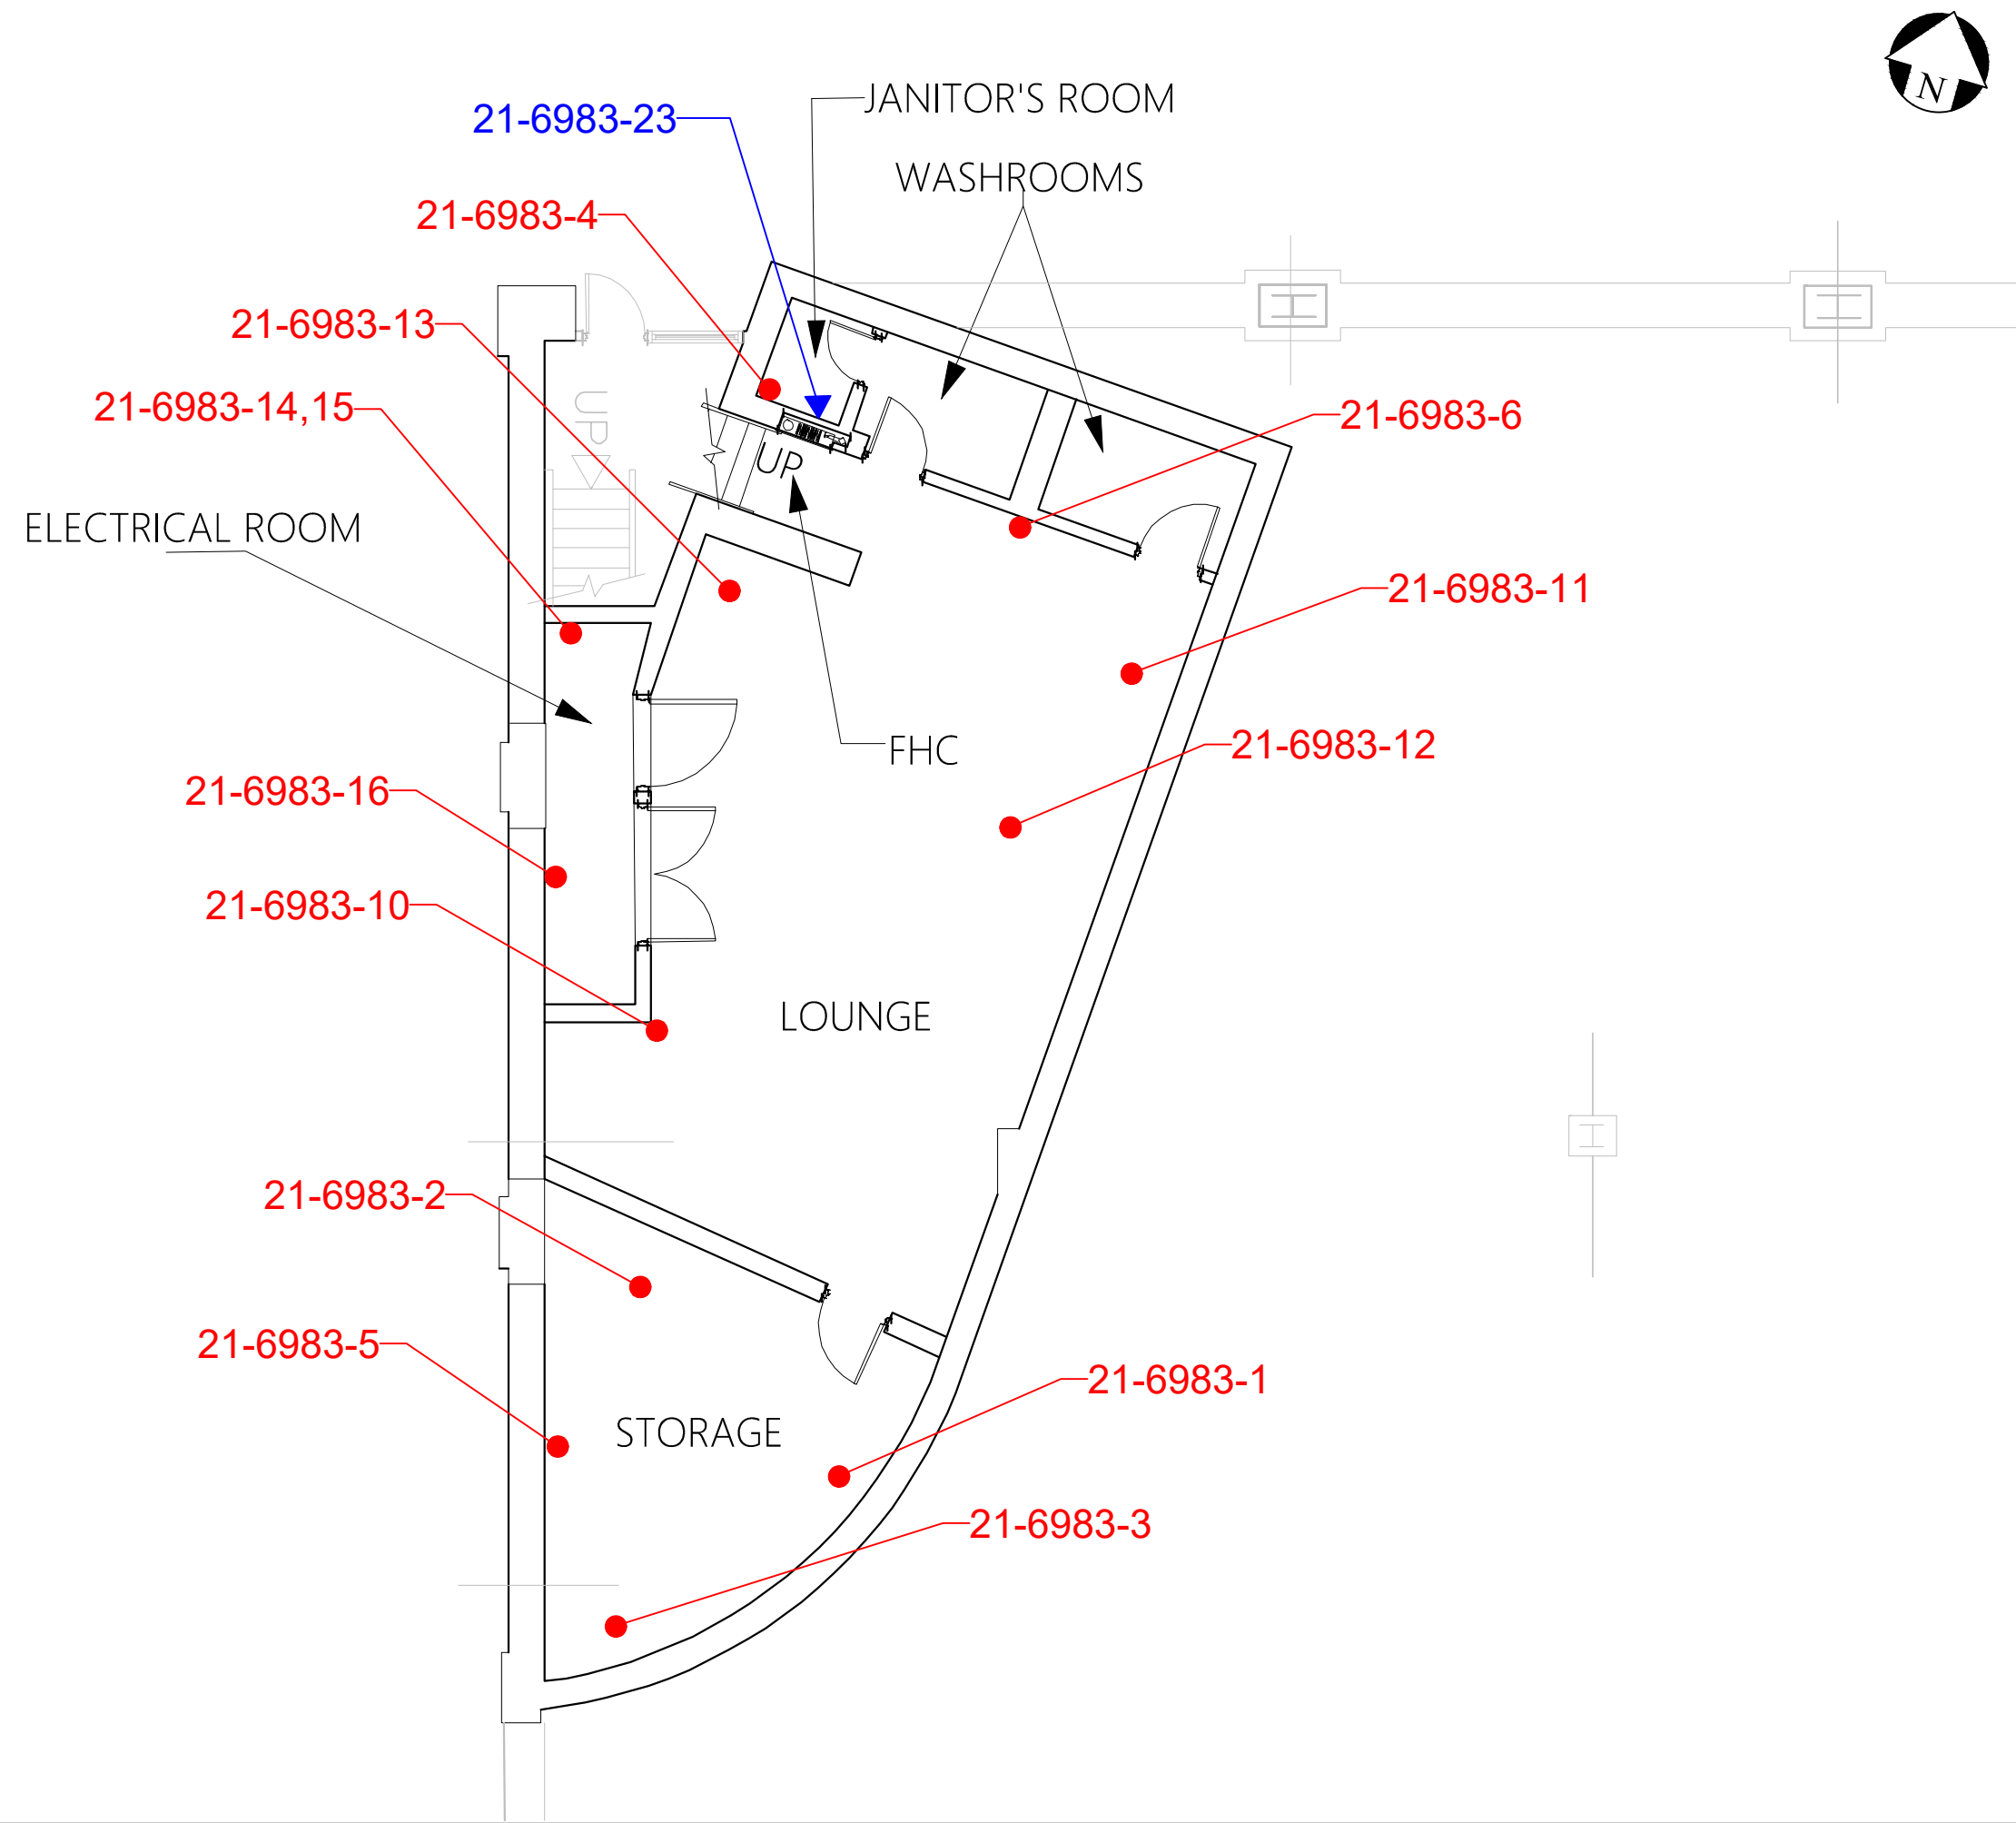 N
JANITOR'S ROOM
21-6983-23
WASHROOMS
21-6983-4
21-6983-13
21-6983-14,15
UP
21-6983-6
UP
ELECTRICAL ROOM
21-6983-11
FHC
21-6983-12
21-6983-16
21-6983-10
LOUNGE
21-6983-2
21-6983-5
21-6983-1
STORAGE
21-6983-3